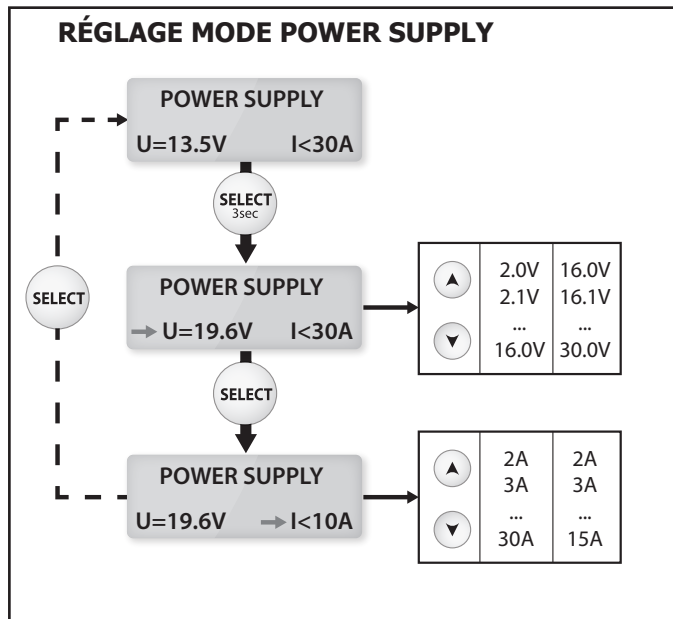 RÉGLAGE MODE POWER SUPPLY
POWER SUPPLY
U=13.5V I<30A
SELECT
3sec
SELECT
POWER SUPPLY
U=19.6V I<30A
2.0V 16.0V
2.1V 16.1V
... ...
16.0V 30.0V
SELECT
POWER SUPPLY
U=19.6V I<10A
2A 2A
3A 3A
... ...
30A 15A